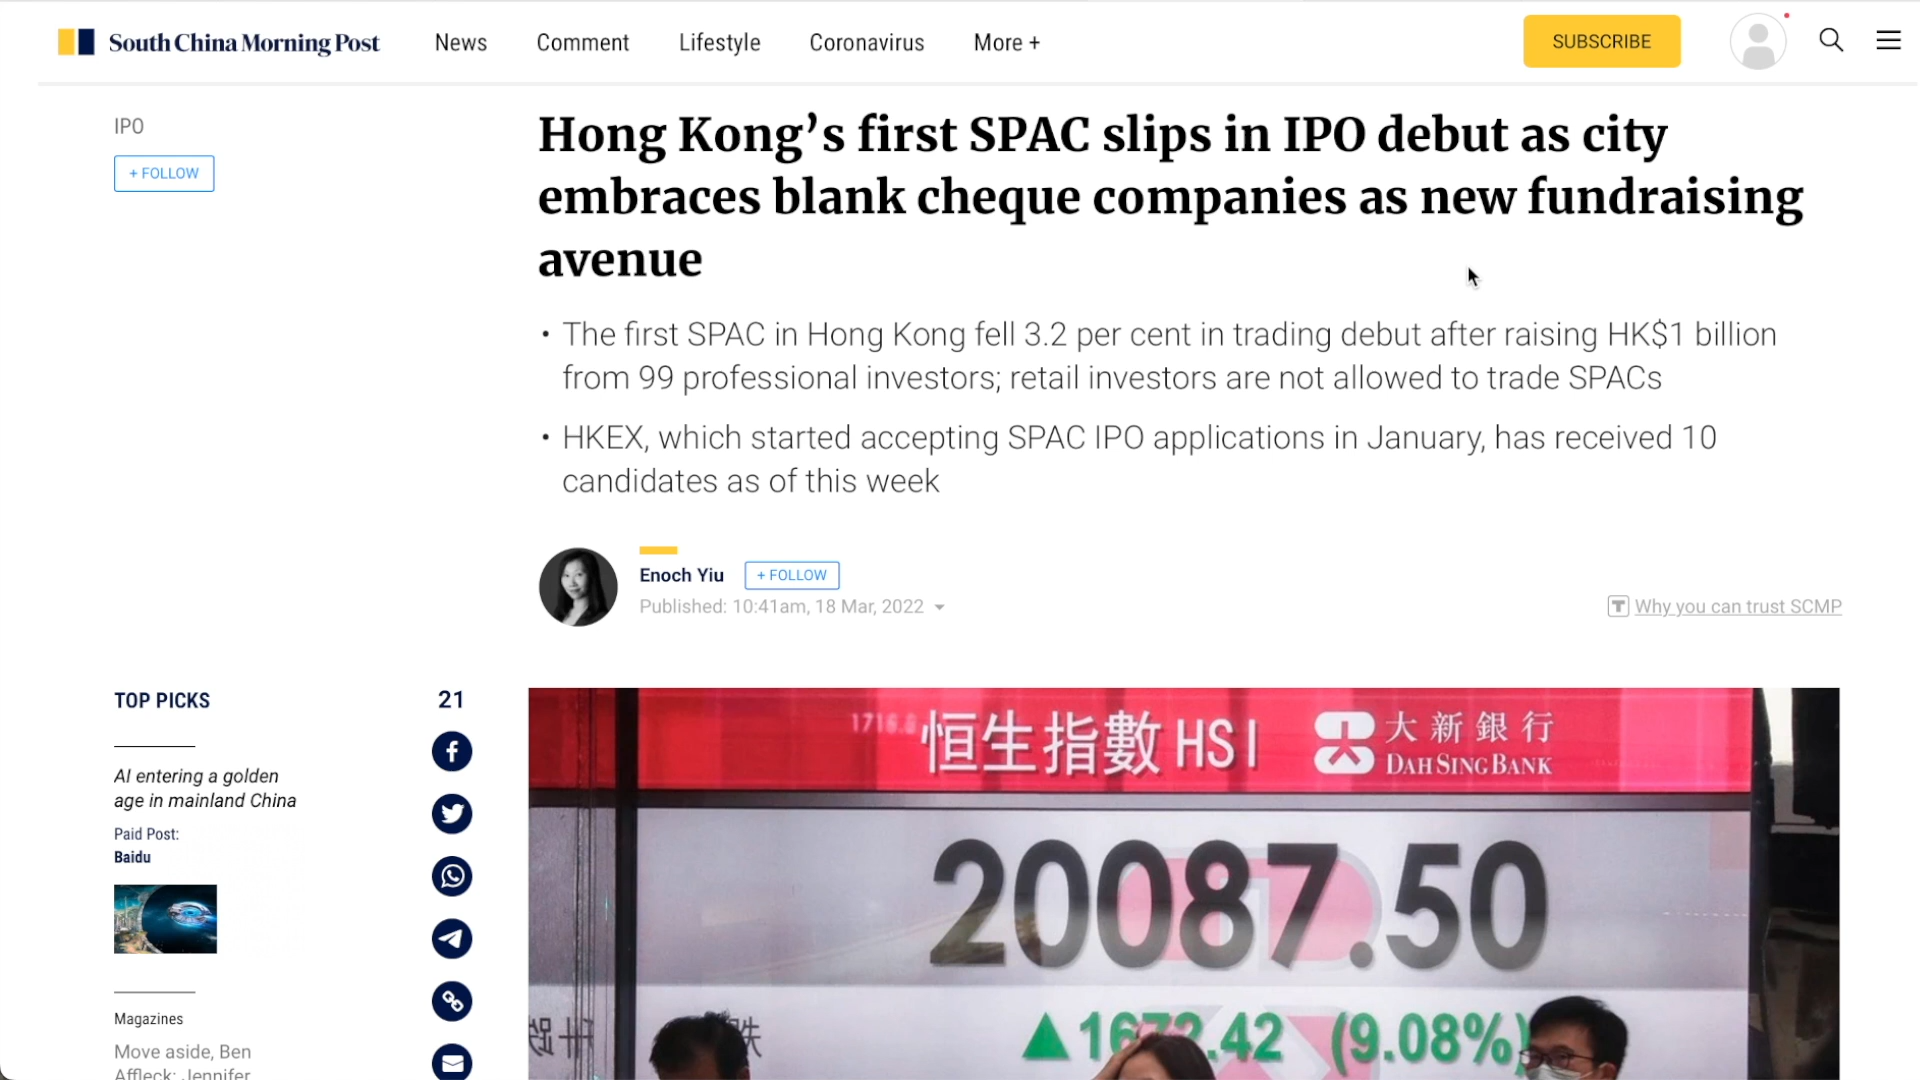 South China Morning Post
News
Comment
Lifestyle
Coronavirus
More +
SUBSCRIBE
IPO
+ FOLLOW
Hong Kong’s first SPAC slips in IPO debut as city
embraces blank cheque companies as new fundraising
avenue
• The first SPAC in Hong Kong fell 3.2 per cent in trading debut after raising HK$1 billion
from 99 professional investors; retail investors are not allowed to trade SPACs
• HKEX, which started accepting SPAC IPO applications in January, has received 10
candidates as of this week
Enoch Yiu
+ FOLLOW
Published: 10:41am, 18 Mar, 2022
Why you can trust SCMP
TOP PICKS
21
AI entering a golden
age in mainland China
Paid Post:
Baidu
Magazines
Move aside, Ben
Affleck: Jennifer
恒生指數 HSI
大新銀行
DAH SING BANK
20087.50
▲1672.42 (9.08%)